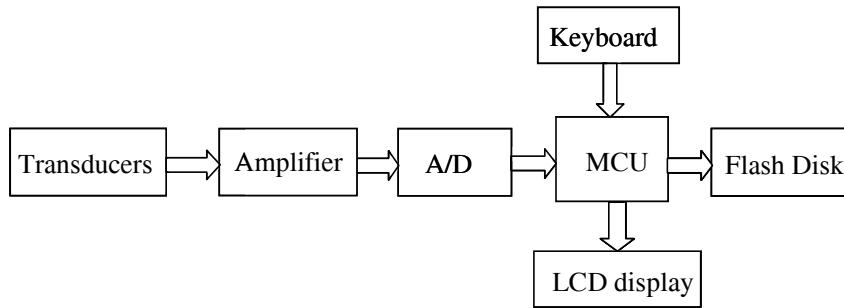 Keyboard
Transducers
Amplifier
A/D
MCU
Flash Disk
LCD display